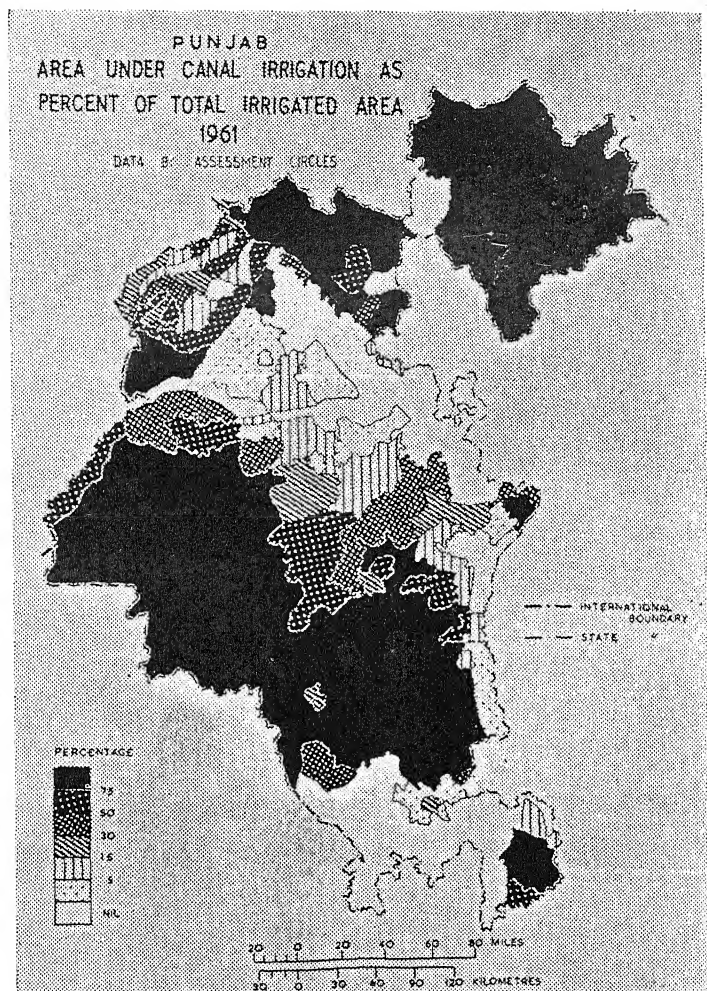 PUNJAB
AREA UNDER CANAL IRRIGATION AS
PERCENT OF TOTAL IRRIGATED AREA
1961
DATA BY ASSESSMENT CIRCLES
INTERNATIONAL
BOUNDARY
STATE "
PERCENTAGE
75
50
30
15
5
NIL
20 0 20 40 60 80 MILES
30 0 30 60 90 120 KILOMETRES